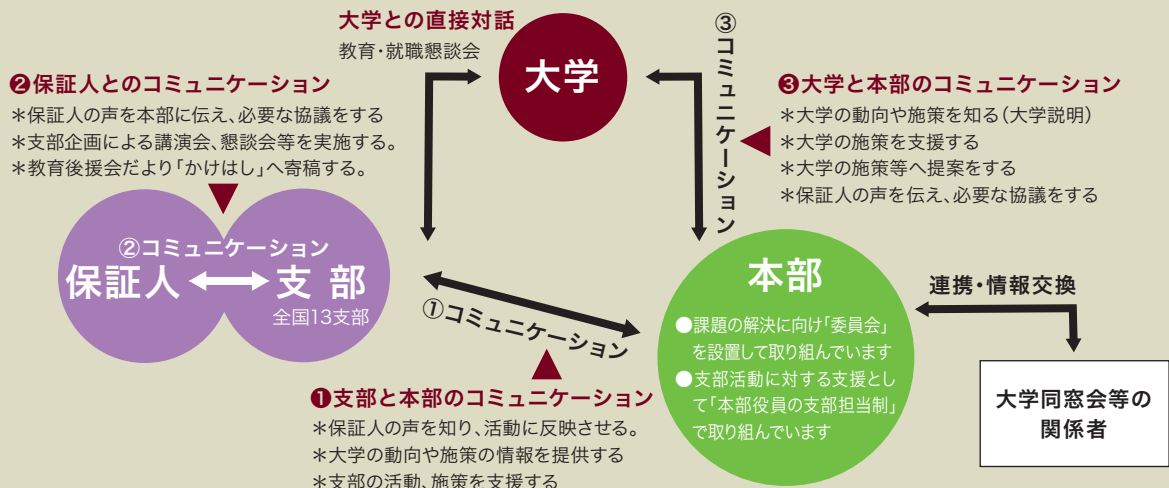 大学との直接対話
教育・就職懇談会
大学
③コミュニケーション
❷保証人とのコミュニケーション
＊保証人の声を本部に伝え、必要な協議をする
＊支部企画による講演会、懇談会等を実施する。
＊教育後援会だより「かけはし」へ寄稿する。
❸大学と本部のコミュニケーション
＊大学の動向や施策を知る（大学説明）
＊大学の施策を支援する
＊大学の施策等へ提案をする
＊保証人の声を伝え、必要な協議をする
②コミュニケーション
保証人 支部
全国13支部
①コミュニケーション
本部
●課題の解決に向け「委員会」
を設置して取り組んでいます
●支部活動に対する支援とし
て「本部役員の支部担当制」
で取り組んでいます
連携・情報交換
大学同窓会等の
関係者
❶支部と本部のコミュニケーション
＊保証人の声を知り、活動に反映させる。
＊大学の動向や施策の情報を提供する
＊支部の活動、施策を支援する